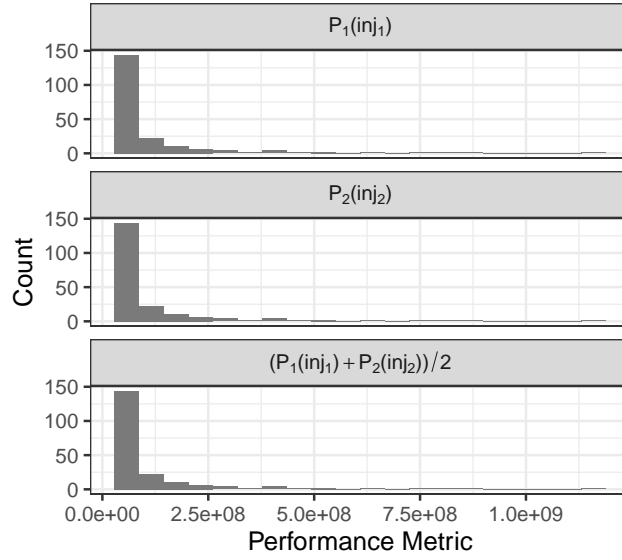 P₁(inj₁)
150
100
50
0
P₂(inj₂)
150
100
50
0
Count
(P₁(inj₁) + P₂(inj₂))/2
150
100
50
0
0.0e+00 2.5e+08 5.0e+08 7.5e+08 1.0e+09
Performance Metric